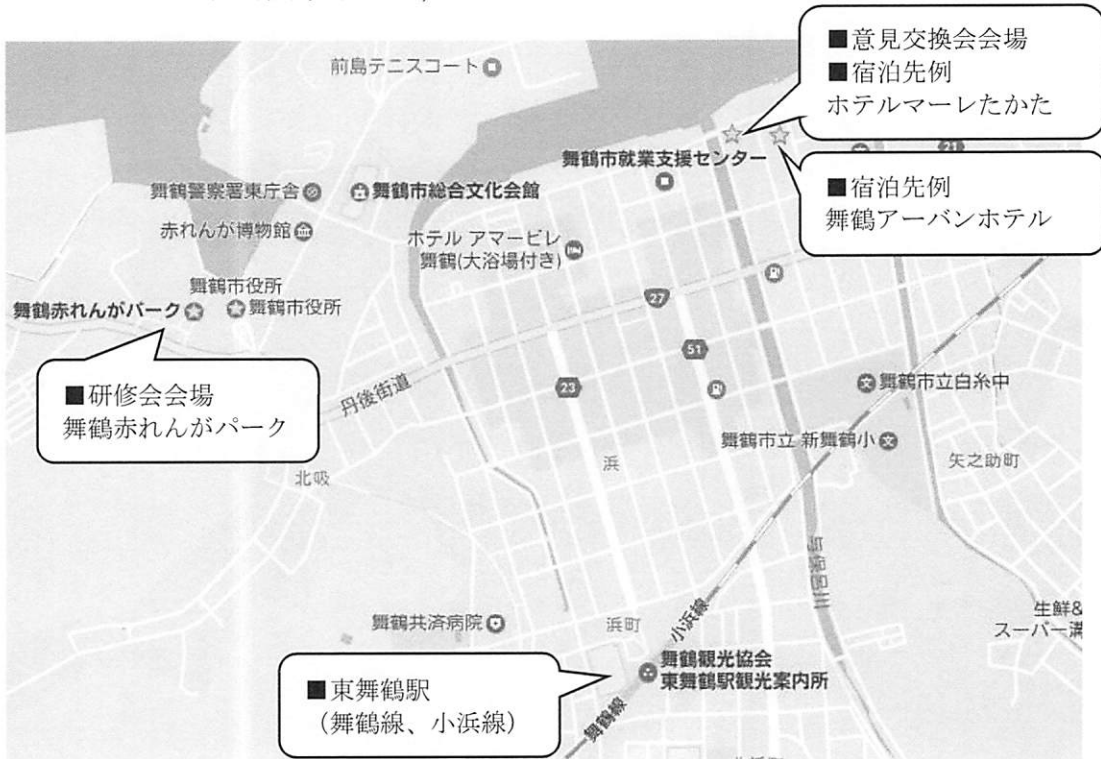 ■意見交換会会場
■宿泊先例
ホテルマーレたかた
■宿泊先例
舞鶴アーバンホテル
前島テニスコート
舞鶴市就業支援センター
21
舞鶴警察署東庁舎
舞鶴市総合文化会館
赤れんが博物館
ホテル アマービレ
舞鶴(大浴場付き)
舞鶴市役所
舞鶴赤れんがパーク
舞鶴市役所
27
51
23
■研修会会場
舞鶴赤れんがパーク
丹後街道
舞鶴市立白糸中
舞鶴市立 新舞鶴小
文
文
矢之助町
北吸
浜
与保呂川
舞鶴共済病院
浜町
小浜線
生鮮&
スーパー
舞鶴観光協会
東舞鶴駅観光案内所
■東舞鶴駅
(舞鶴線、小浜線)
舞鶴線